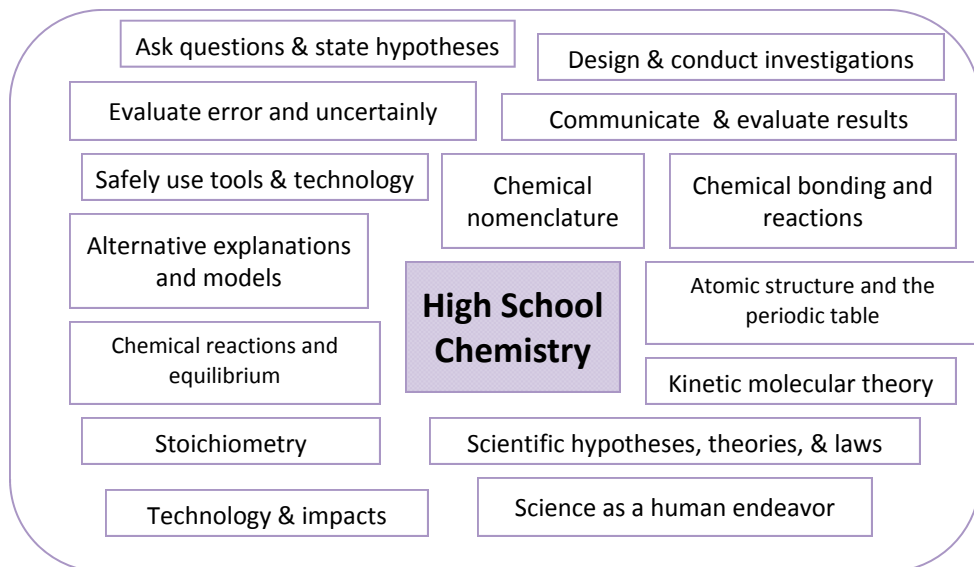 Ask questions & state hypotheses
Design & conduct investigations
Evaluate error and uncertainly
Communicate & evaluate results
Safely use tools & technology
Chemical
nomenclature
Chemical bonding and
reactions
Alternative explanations
and models
High School
Chemistry
Atomic structure and the
periodic table
Chemical reactions and
equilibrium
Kinetic molecular theory
Stoichiometry
Scientific hypotheses, theories, & laws
Technology & impacts
Science as a human endeavor